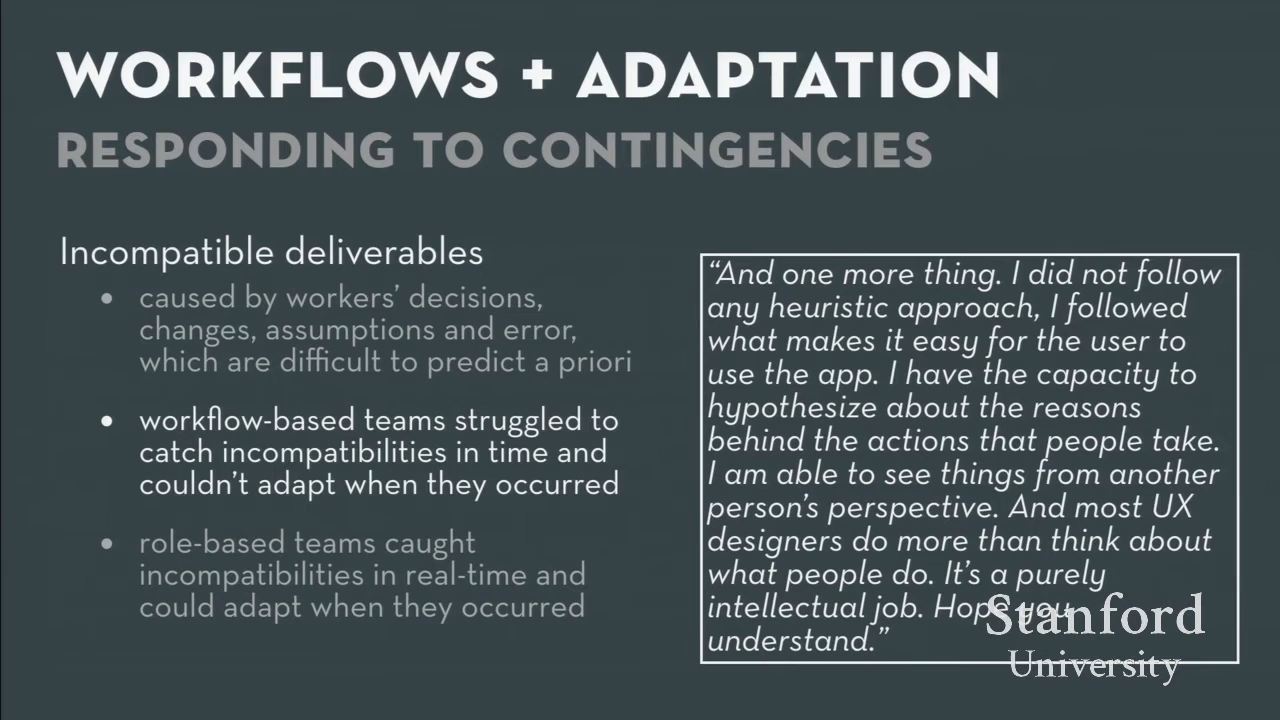 WORKFLOWS + ADAPTATION
RESPONDING TO CONTINGENCIES
Incompatible deliverables
• caused by workers’ decisions,
changes, assumptions and error,
which are difficult to predict a priori
• workflow-based teams struggled to
catch incompatibilities in time and
couldn’t adapt when they occurred
• role-based teams caught
incompatibilities in real-time and
could adapt when they occurred
“And one more thing. I did not follow
any heuristic approach, I followed
what makes it easy for the user to
use the app. I have the capacity to
hypothesize about the reasons
behind the actions that people take.
I am able to see things from another
person’s perspective. And most UX
designers do more than think about
what people do. It’s a purely
intellectual job. Hope you
understand.”
Stanford
University